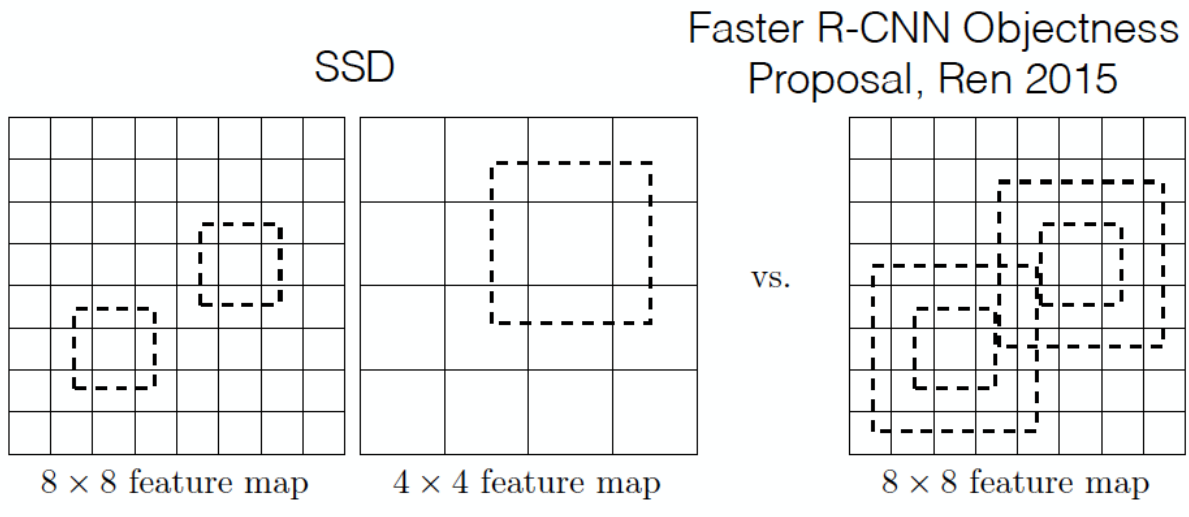 SSD
Faster R-CNN Objectness
Proposal, Ren 2015
vs.
8 × 8 feature map
4 × 4 feature map
8 × 8 feature map